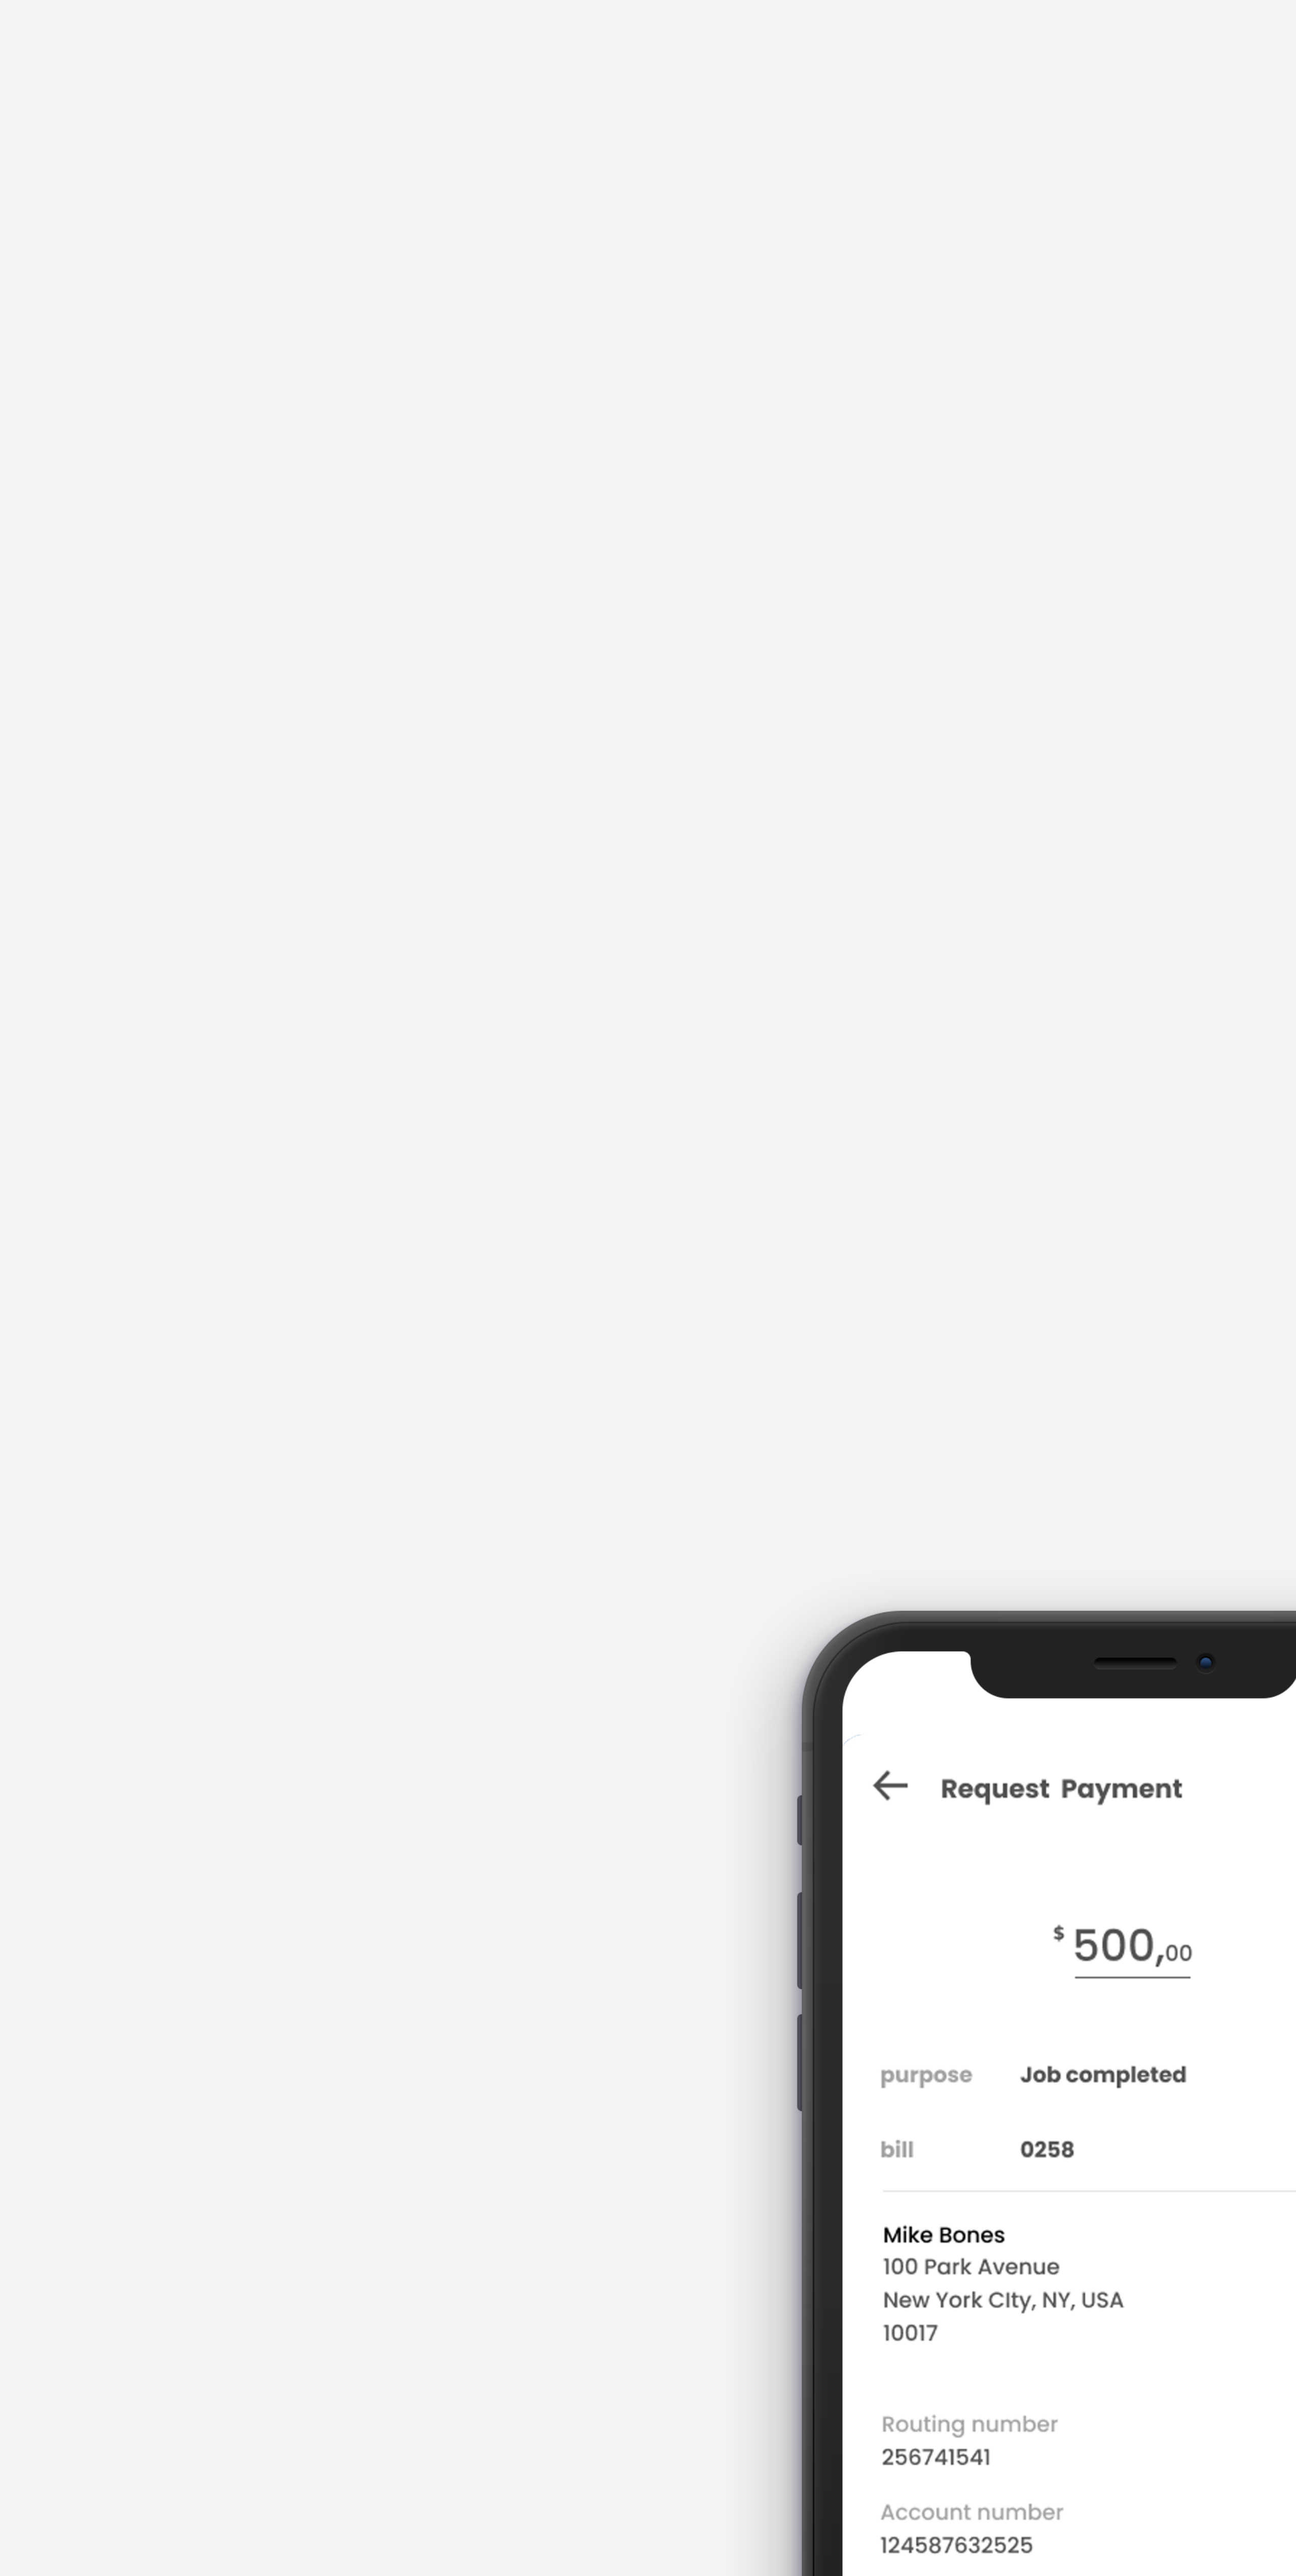 Request Payment
$ 500,00
purpose Job completed
bill 0258
Mike Bones
100 Park Avenue
New York CIty, NY, USA
10017
Routing number
256741541
Account number
124587632525